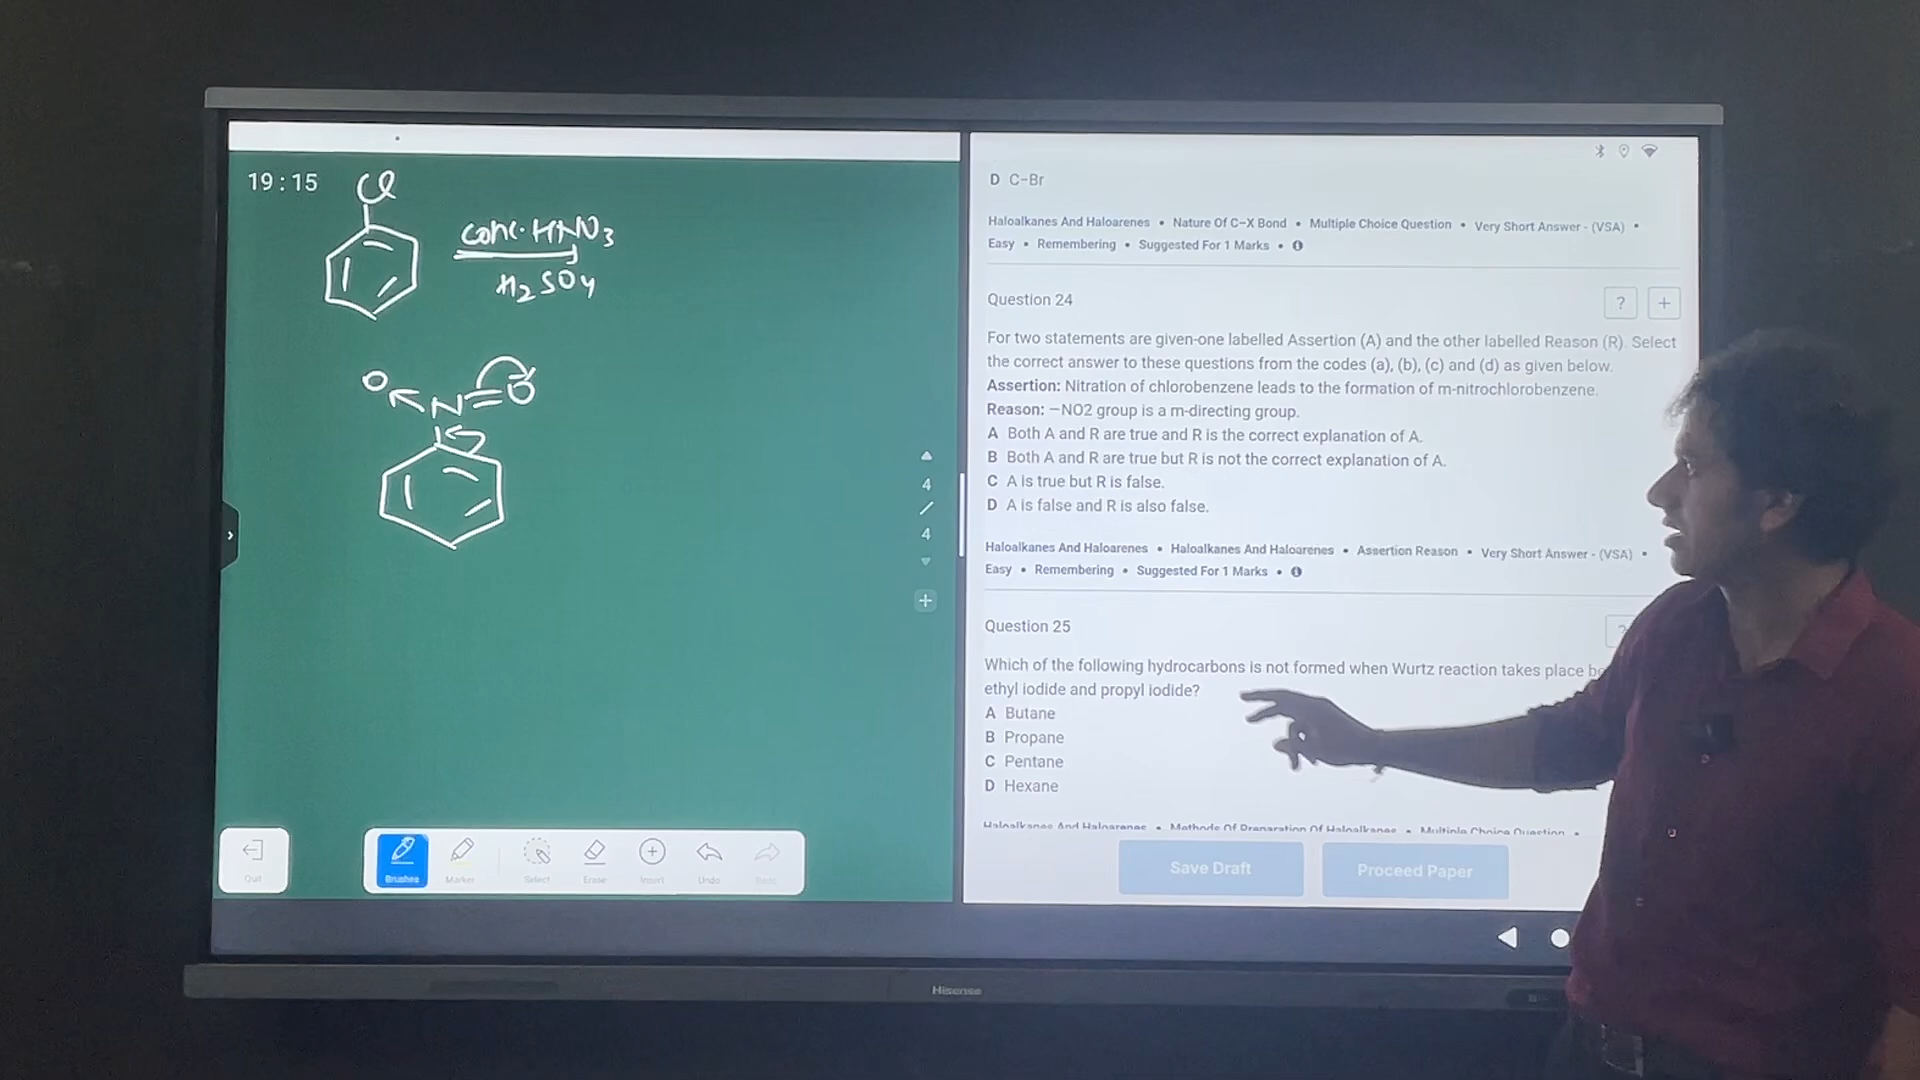 19:15
Cl
conc. HNO3
H2SO4
O
N
O
4
/
4
Quit
Brushes
Marker
Select
Erase
Insert
Undo
Redo
D C-Br
Haloalkanes And Haloarenes • Nature Of C-X Bond • Multiple Choice Question • Very Short Answer - (VSA) •
Easy • Remembering • Suggested For 1 Marks •
Question 24
? +
For two statements are given-one labelled Assertion (A) and the other labelled Reason (R). Select
the correct answer to these questions from the codes (a), (b), (c) and (d) as given below.
Assertion: Nitration of chlorobenzene leads to the formation of m-nitrochlorobenzene.
Reason: -NO2 group is a m-directing group.
A Both A and R are true and R is the correct explanation of A.
B Both A and R are true but R is not the correct explanation of A.
C A is true but R is false.
D A is false and R is also false.
Haloalkanes And Haloarenes • Haloalkanes And Haloarenes • Assertion Reason • Very Short Answer - (VSA) •
Easy • Remembering • Suggested For 1 Marks •
Question 25
?
Which of the following hydrocarbons is not formed when Wurtz reaction takes place
ethyl iodide and propyl iodide?
A Butane
B Propane
C Pentane
D Hexane
Haloalkanes And Haloarenes • Methods Of Preparation Of Haloalkanes • Multiple Choice Question •
Save Draft
Proceed Paper
Hisense